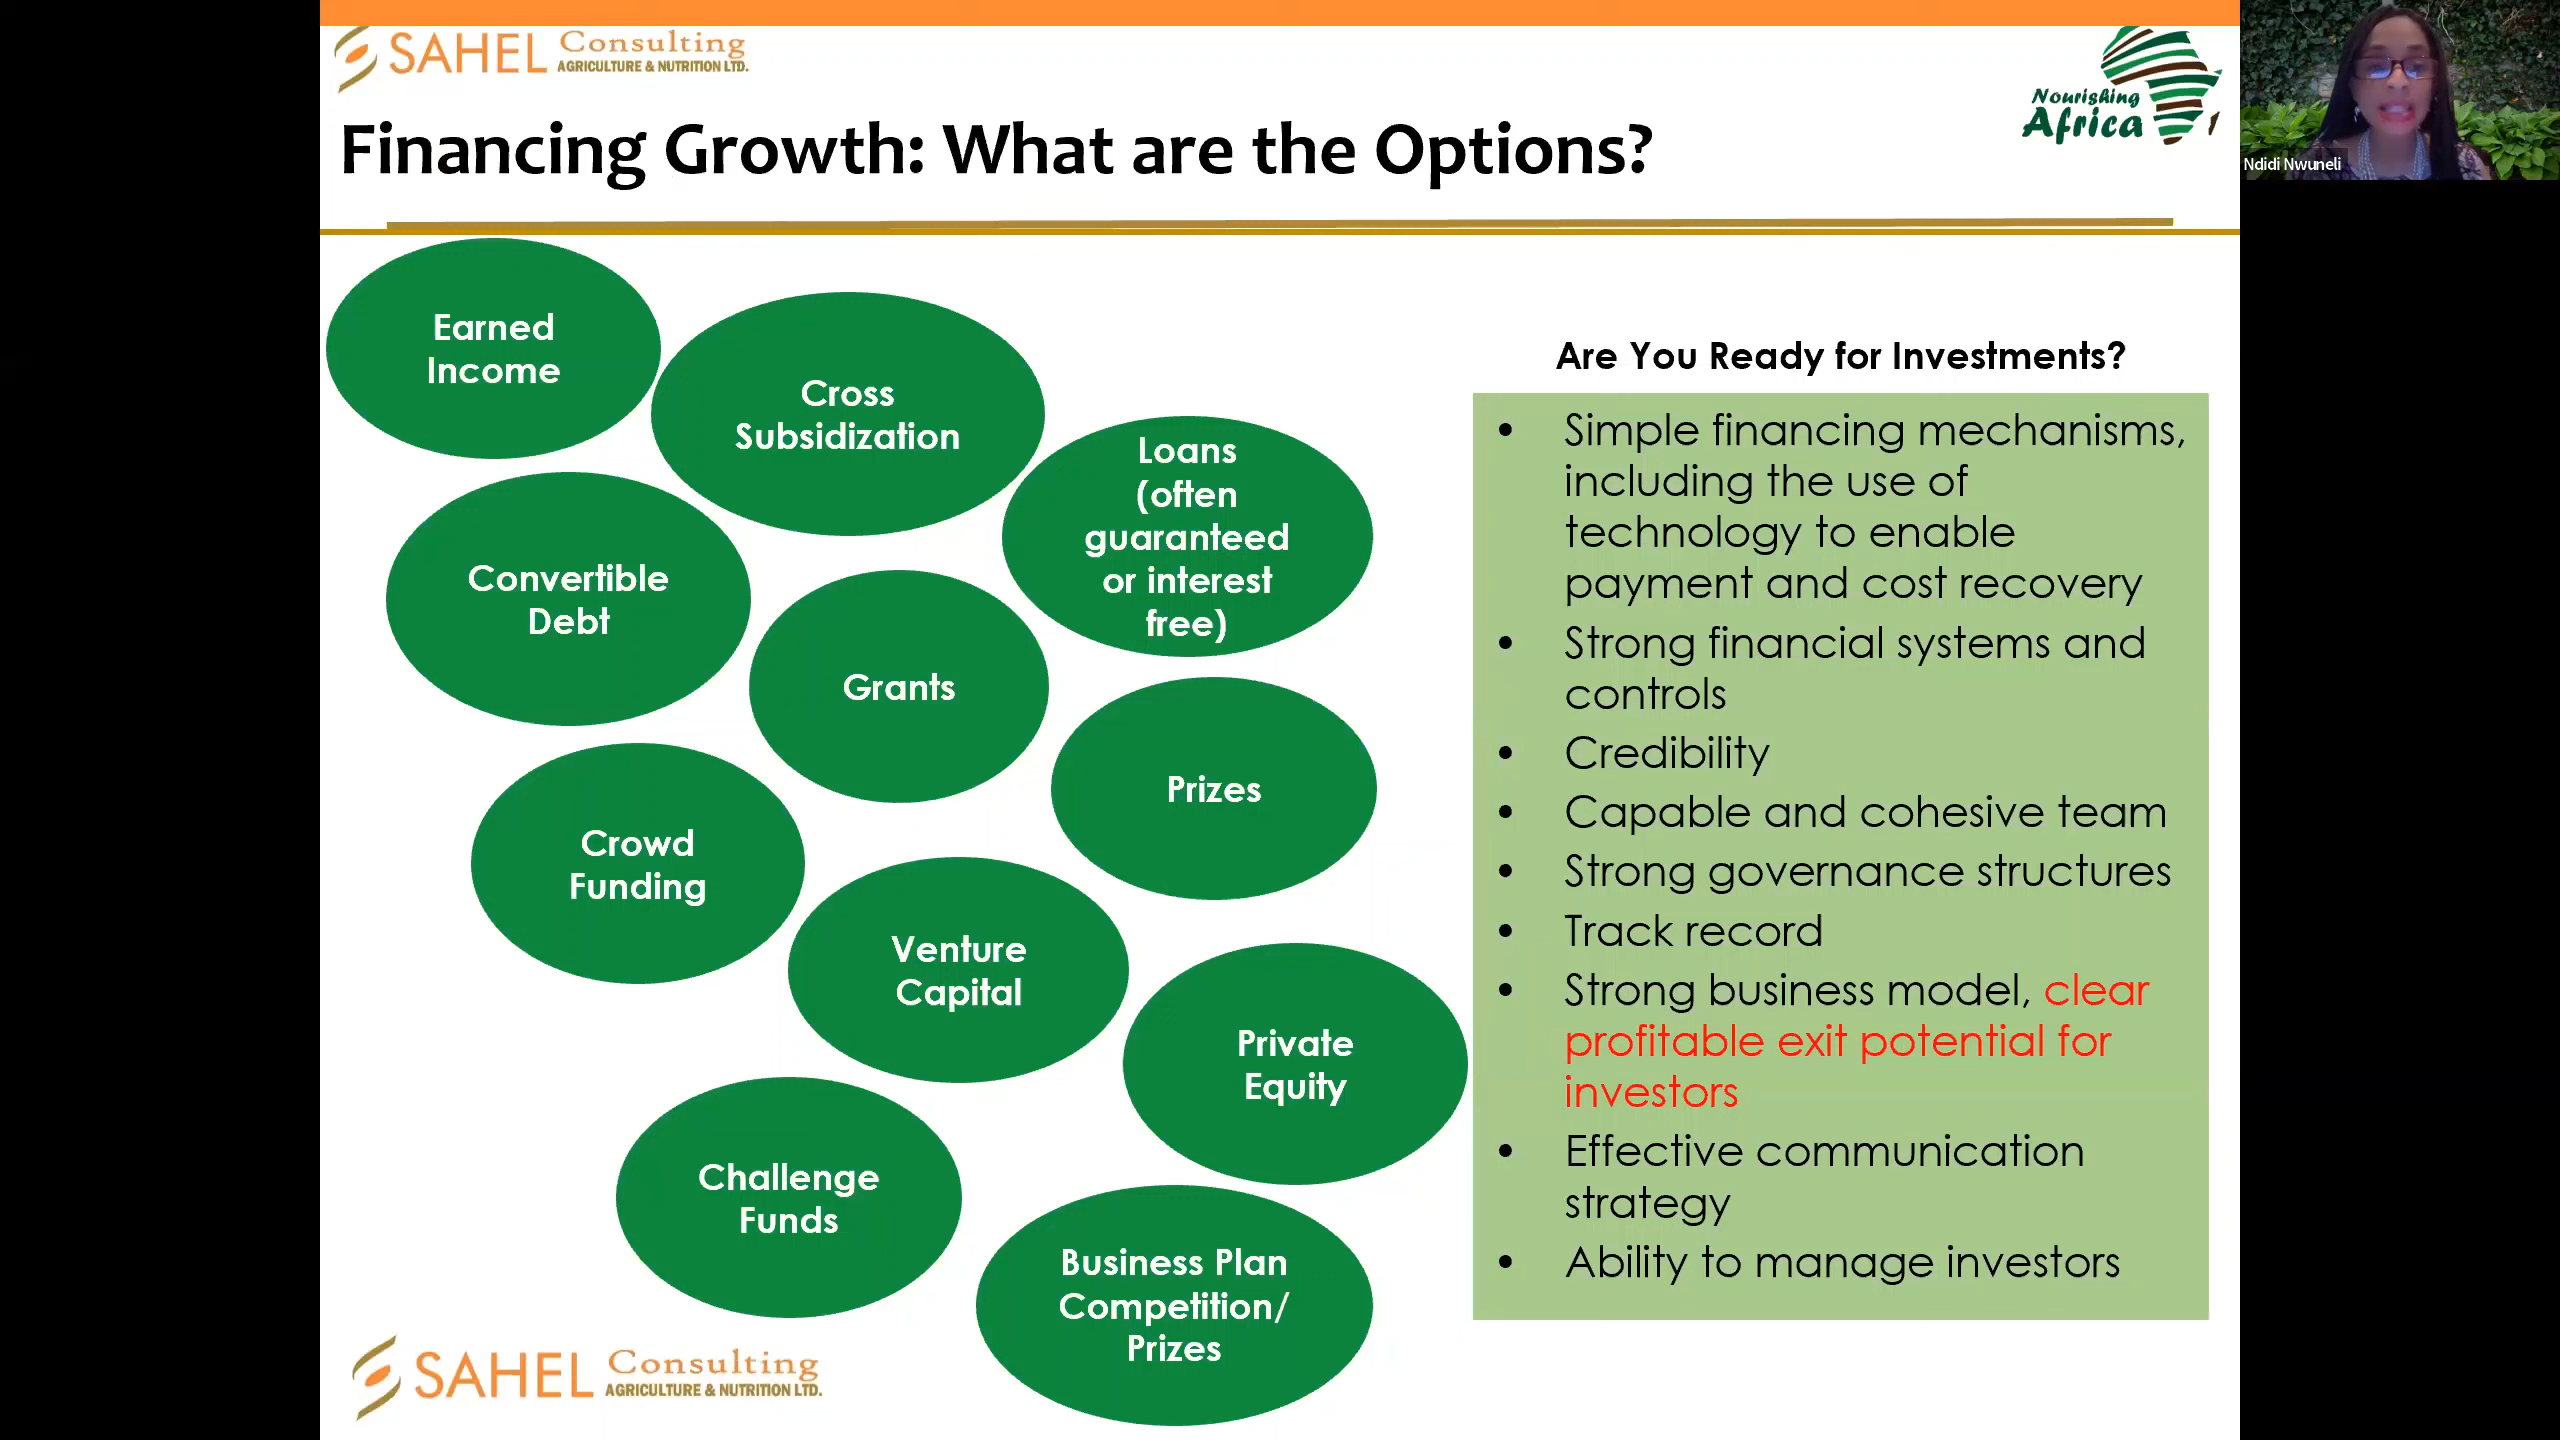 SAHEL Consulting
AGRICULTURE & NUTRITION LTD.
Nourishing
Africa
Ndidi Nwuneli
Financing Growth: What are the Options?
Earned
Income
Cross
Subsidization
Loans
(often
guaranteed
or interest
free)
Convertible
Debt
Grants
Prizes
Crowd
Funding
Venture
Capital
Private
Equity
Challenge
Funds
Business Plan
Competition/
Prizes
Are You Ready for Investments?
• Simple financing mechanisms,
including the use of
technology to enable
payment and cost recovery
• Strong financial systems and
controls
• Credibility
• Capable and cohesive team
• Strong governance structures
• Track record
• Strong business model, clear
profitable exit potential for
investors
• Effective communication
strategy
• Ability to manage investors
SAHEL Consulting
AGRICULTURE & NUTRITION LTD.